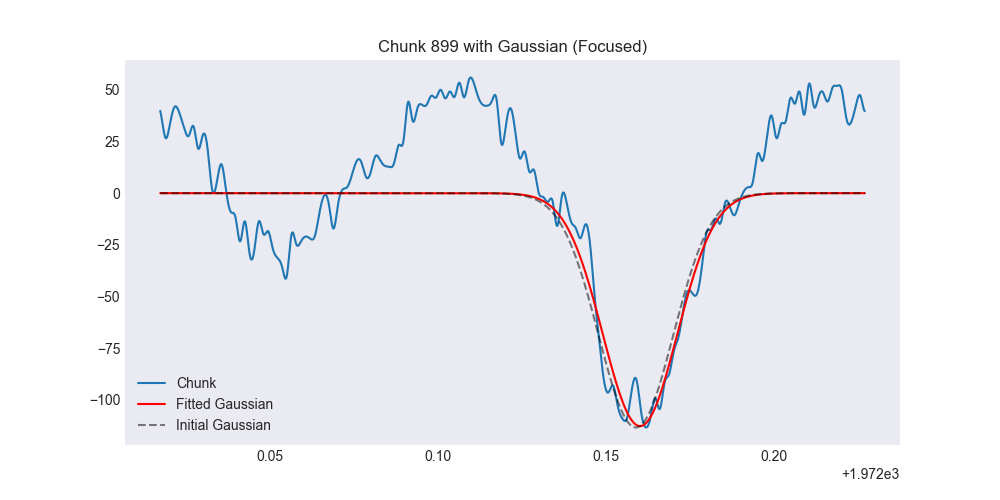 Chunk 899 with Gaussian (Focused)
50
25
0
−25
−50
−75
−100
Chunk
Fitted Gaussian
Initial Gaussian
0.05 0.10 0.15 0.20
+1.972e3